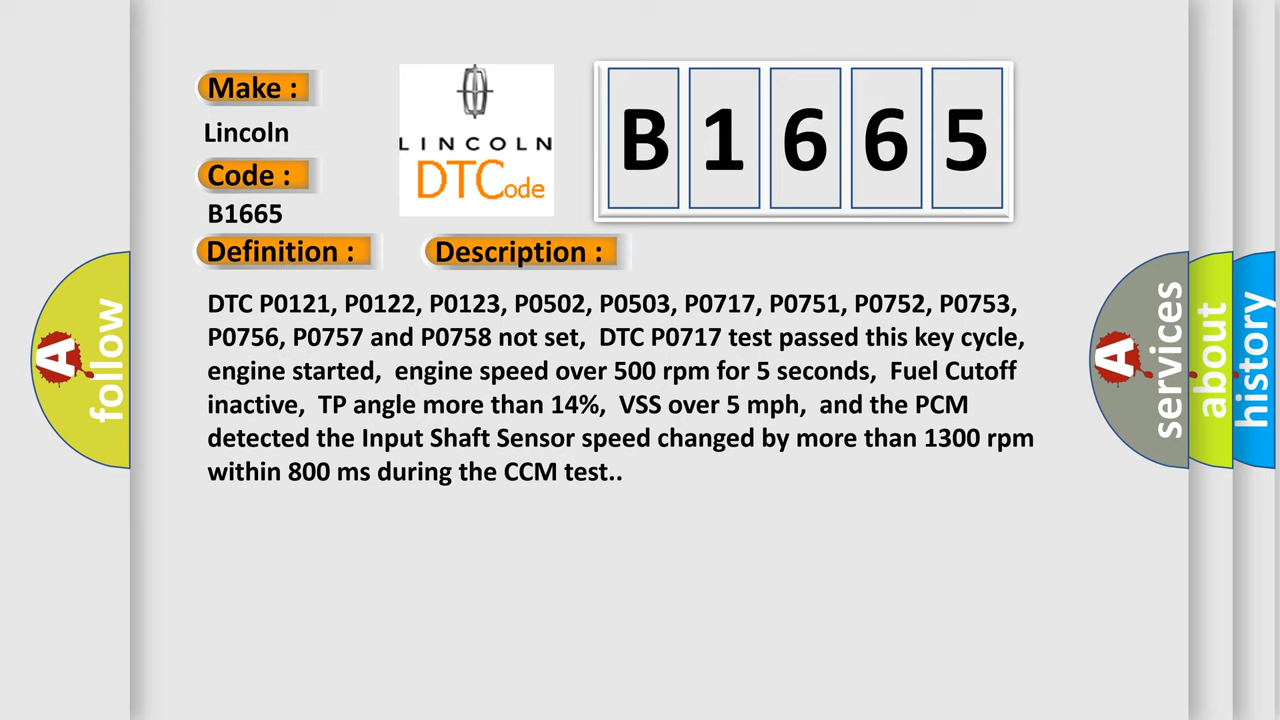 Make :
Lincoln
Code :
B1665
LINCOLN
DTCode
B1665
Definition :
Description :
DTC P0121, P0122, P0123, P0502, P0503, P0717, P0751, P0752, P0753,
P0756, P0757 and P0758 not set,  DTC P0717 test passed this key cycle,
engine started,  engine speed over 500 rpm for 5 seconds,  Fuel Cutoff
inactive,  TP angle more than 14%,  VSS over 5 mph,  and the PCM
detected the Input Shaft Sensor speed changed by more than 1300 rpm
within 800 ms during the CCM test..
A
follow
A
services
about
history